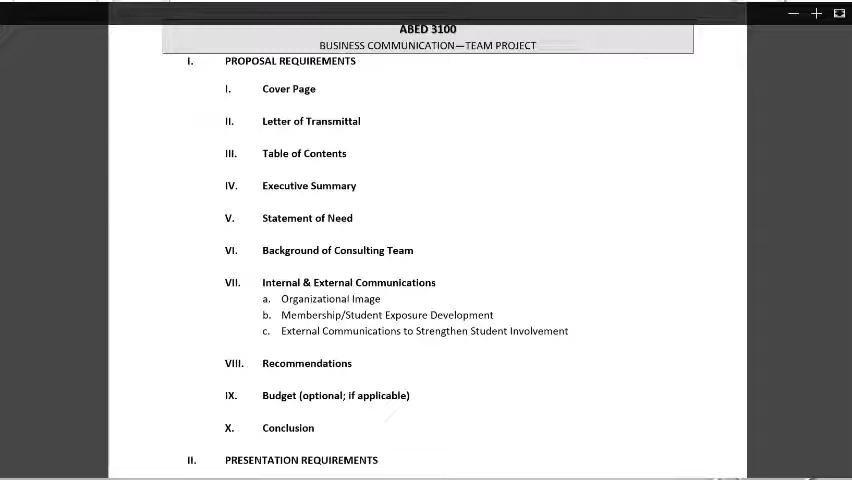 ABED 3100
BUSINESS COMMUNICATION—TEAM PROJECT
I. PROPOSAL REQUIREMENTS
I. Cover Page
II. Letter of Transmittal
III. Table of Contents
IV. Executive Summary
V. Statement of Need
VI. Background of Consulting Team
VII. Internal & External Communications
a. Organizational Image
b. Membership/Student Exposure Development
c. External Communications to Strengthen Student Involvement
VIII. Recommendations
IX. Budget (optional; if applicable)
X. Conclusion
II. PRESENTATION REQUIREMENTS